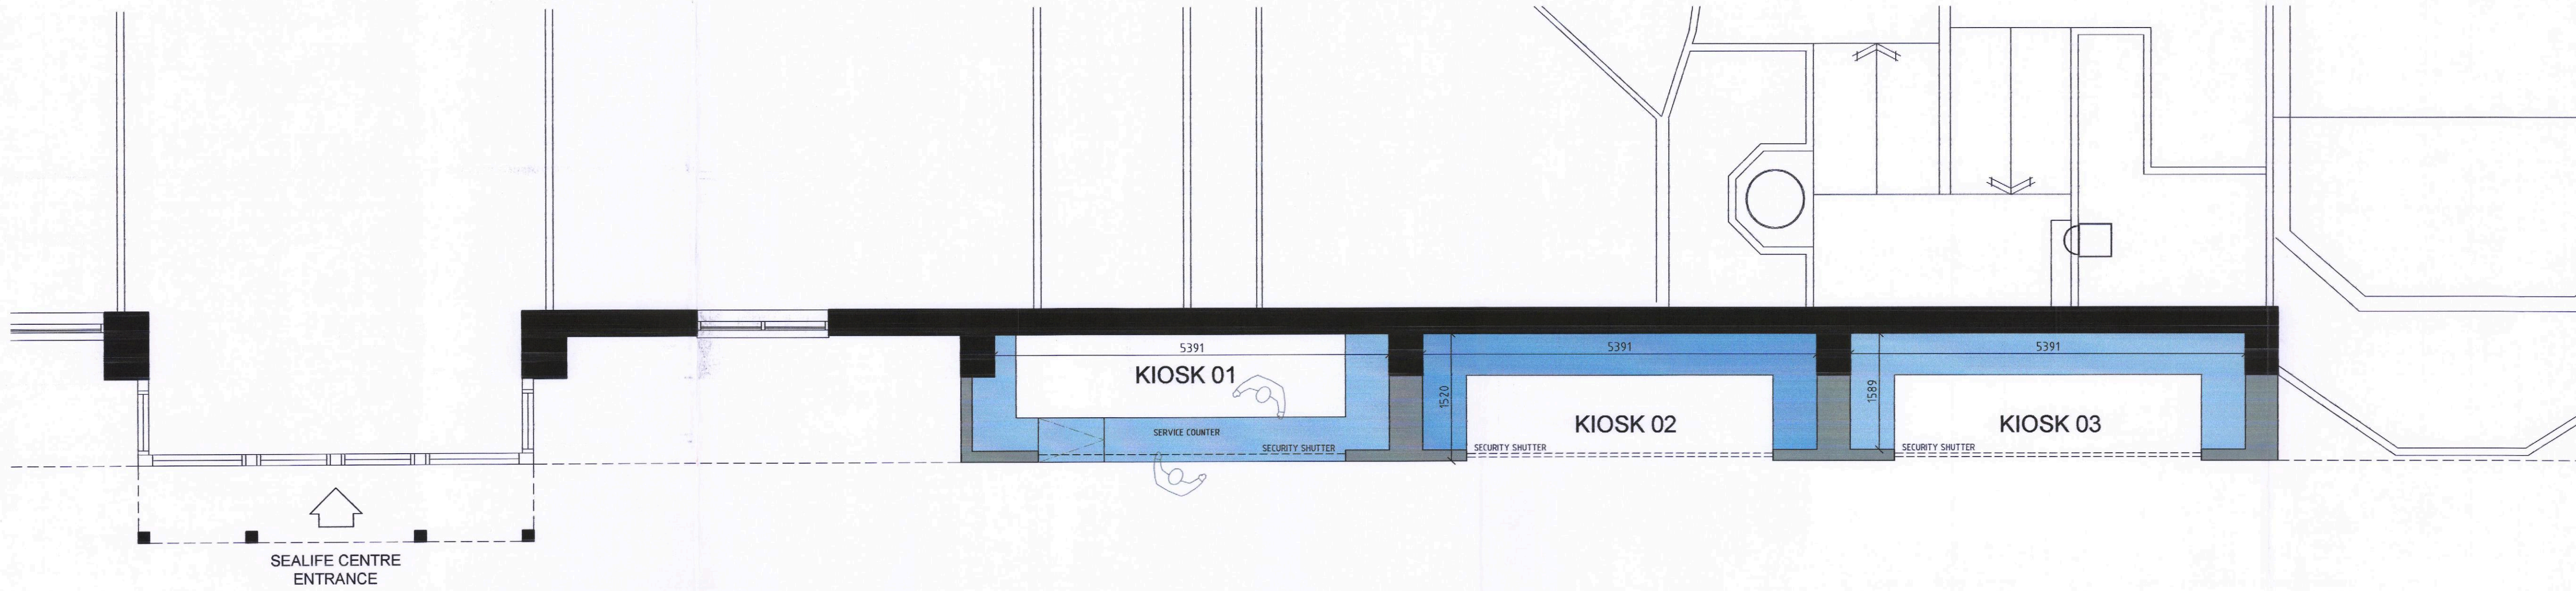 5391
KIOSK 01
SERVICE COUNTER
SECURITY SHUTTER
5391
1520
KIOSK 02
SECURITY SHUTTER
5391
1589
KIOSK 03
SECURITY SHUTTER
SEALIFE CENTRE
ENTRANCE